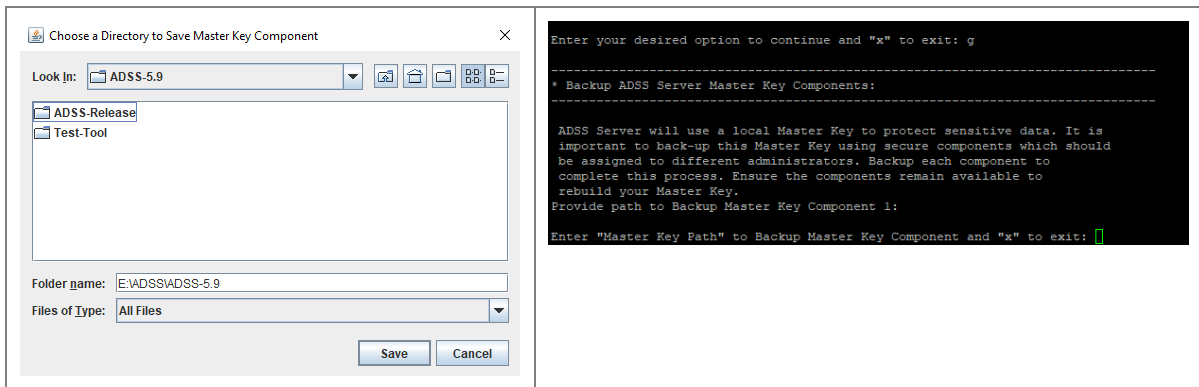 Choose a Directory to Save Master Key Component
Look In: ADSS-5.9
ADSS-Release
Test-Tool
Folder name: E:\ADSS\ADSS-5.9
Files of Type: All Files
Save Cancel
Enter your desired option to continue and "x" to exit: g
--------------------------------------------------------------------------------
* Backup ADSS Server Master Key Components:
--------------------------------------------------------------------------------
ADSS Server will use a local Master Key to protect sensitive data. It is
important to back-up this Master Key using secure components which should
be assigned to different administrators. Backup each component to
complete this process. Ensure the components remain available to
rebuild your Master Key.
Provide path to Backup Master Key Component 1:
Enter "Master Key Path" to Backup Master Key Component and "x" to exit: